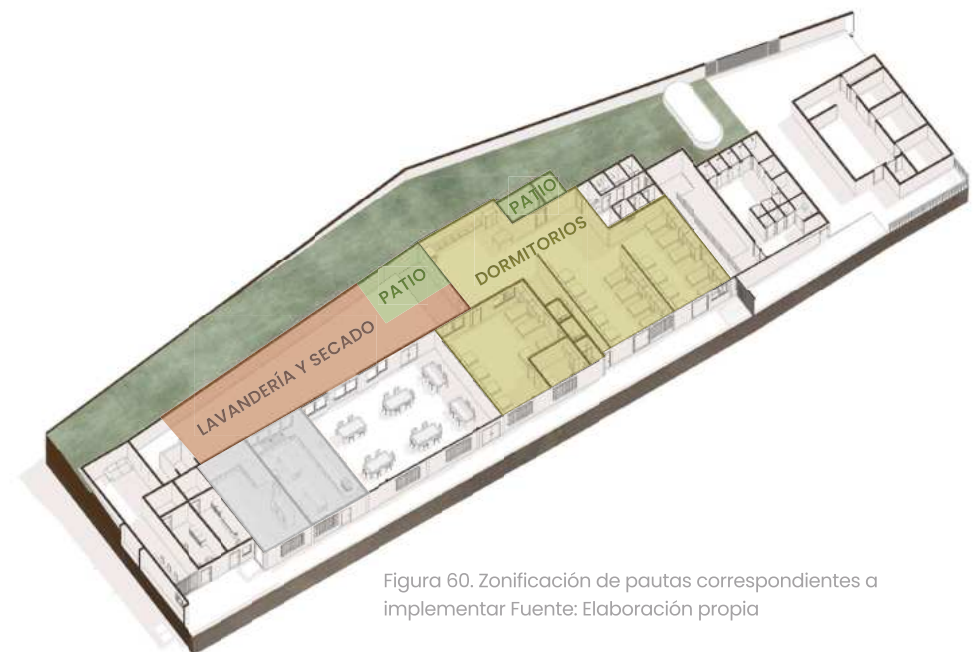 PATIO
DORMITORIOS
PATIO
LAVANDERÍA Y SECADO
Figura 60. Zonificación de pautas correspondientes a
implementar Fuente: Elaboración propia